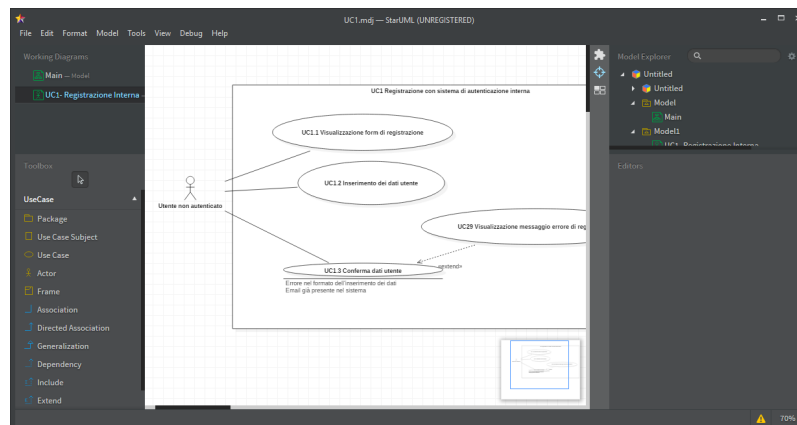 UC1.mdj — StarUML (UNREGISTERED)
File Edit Format Model Tools View Debug Help
Working Diagrams
Main — Model
UC1- Registrazione Interna —
Toolbox
UseCase
Package
Use Case Subject
Use Case
Actor
Frame
Association
Directed Association
Generalization
Dependency
Include
Extend
UC1 Registrazione con sistema di autenticazione interna
UC1.1 Visualizzazione form di registrazione
UC1.2 Inserimento dei dati utente
Utente non autenticato
UC29 Visualizzazione messaggio errore di reg
«extend»
UC1.3 Conferma dati utente
Errore nel formato dell'inserimento dei dati
Email già presente nel sistema
Model Explorer
Untitled
Untitled
Model
Main
Model1
UC1- Registrazione Interna
Editors
70%